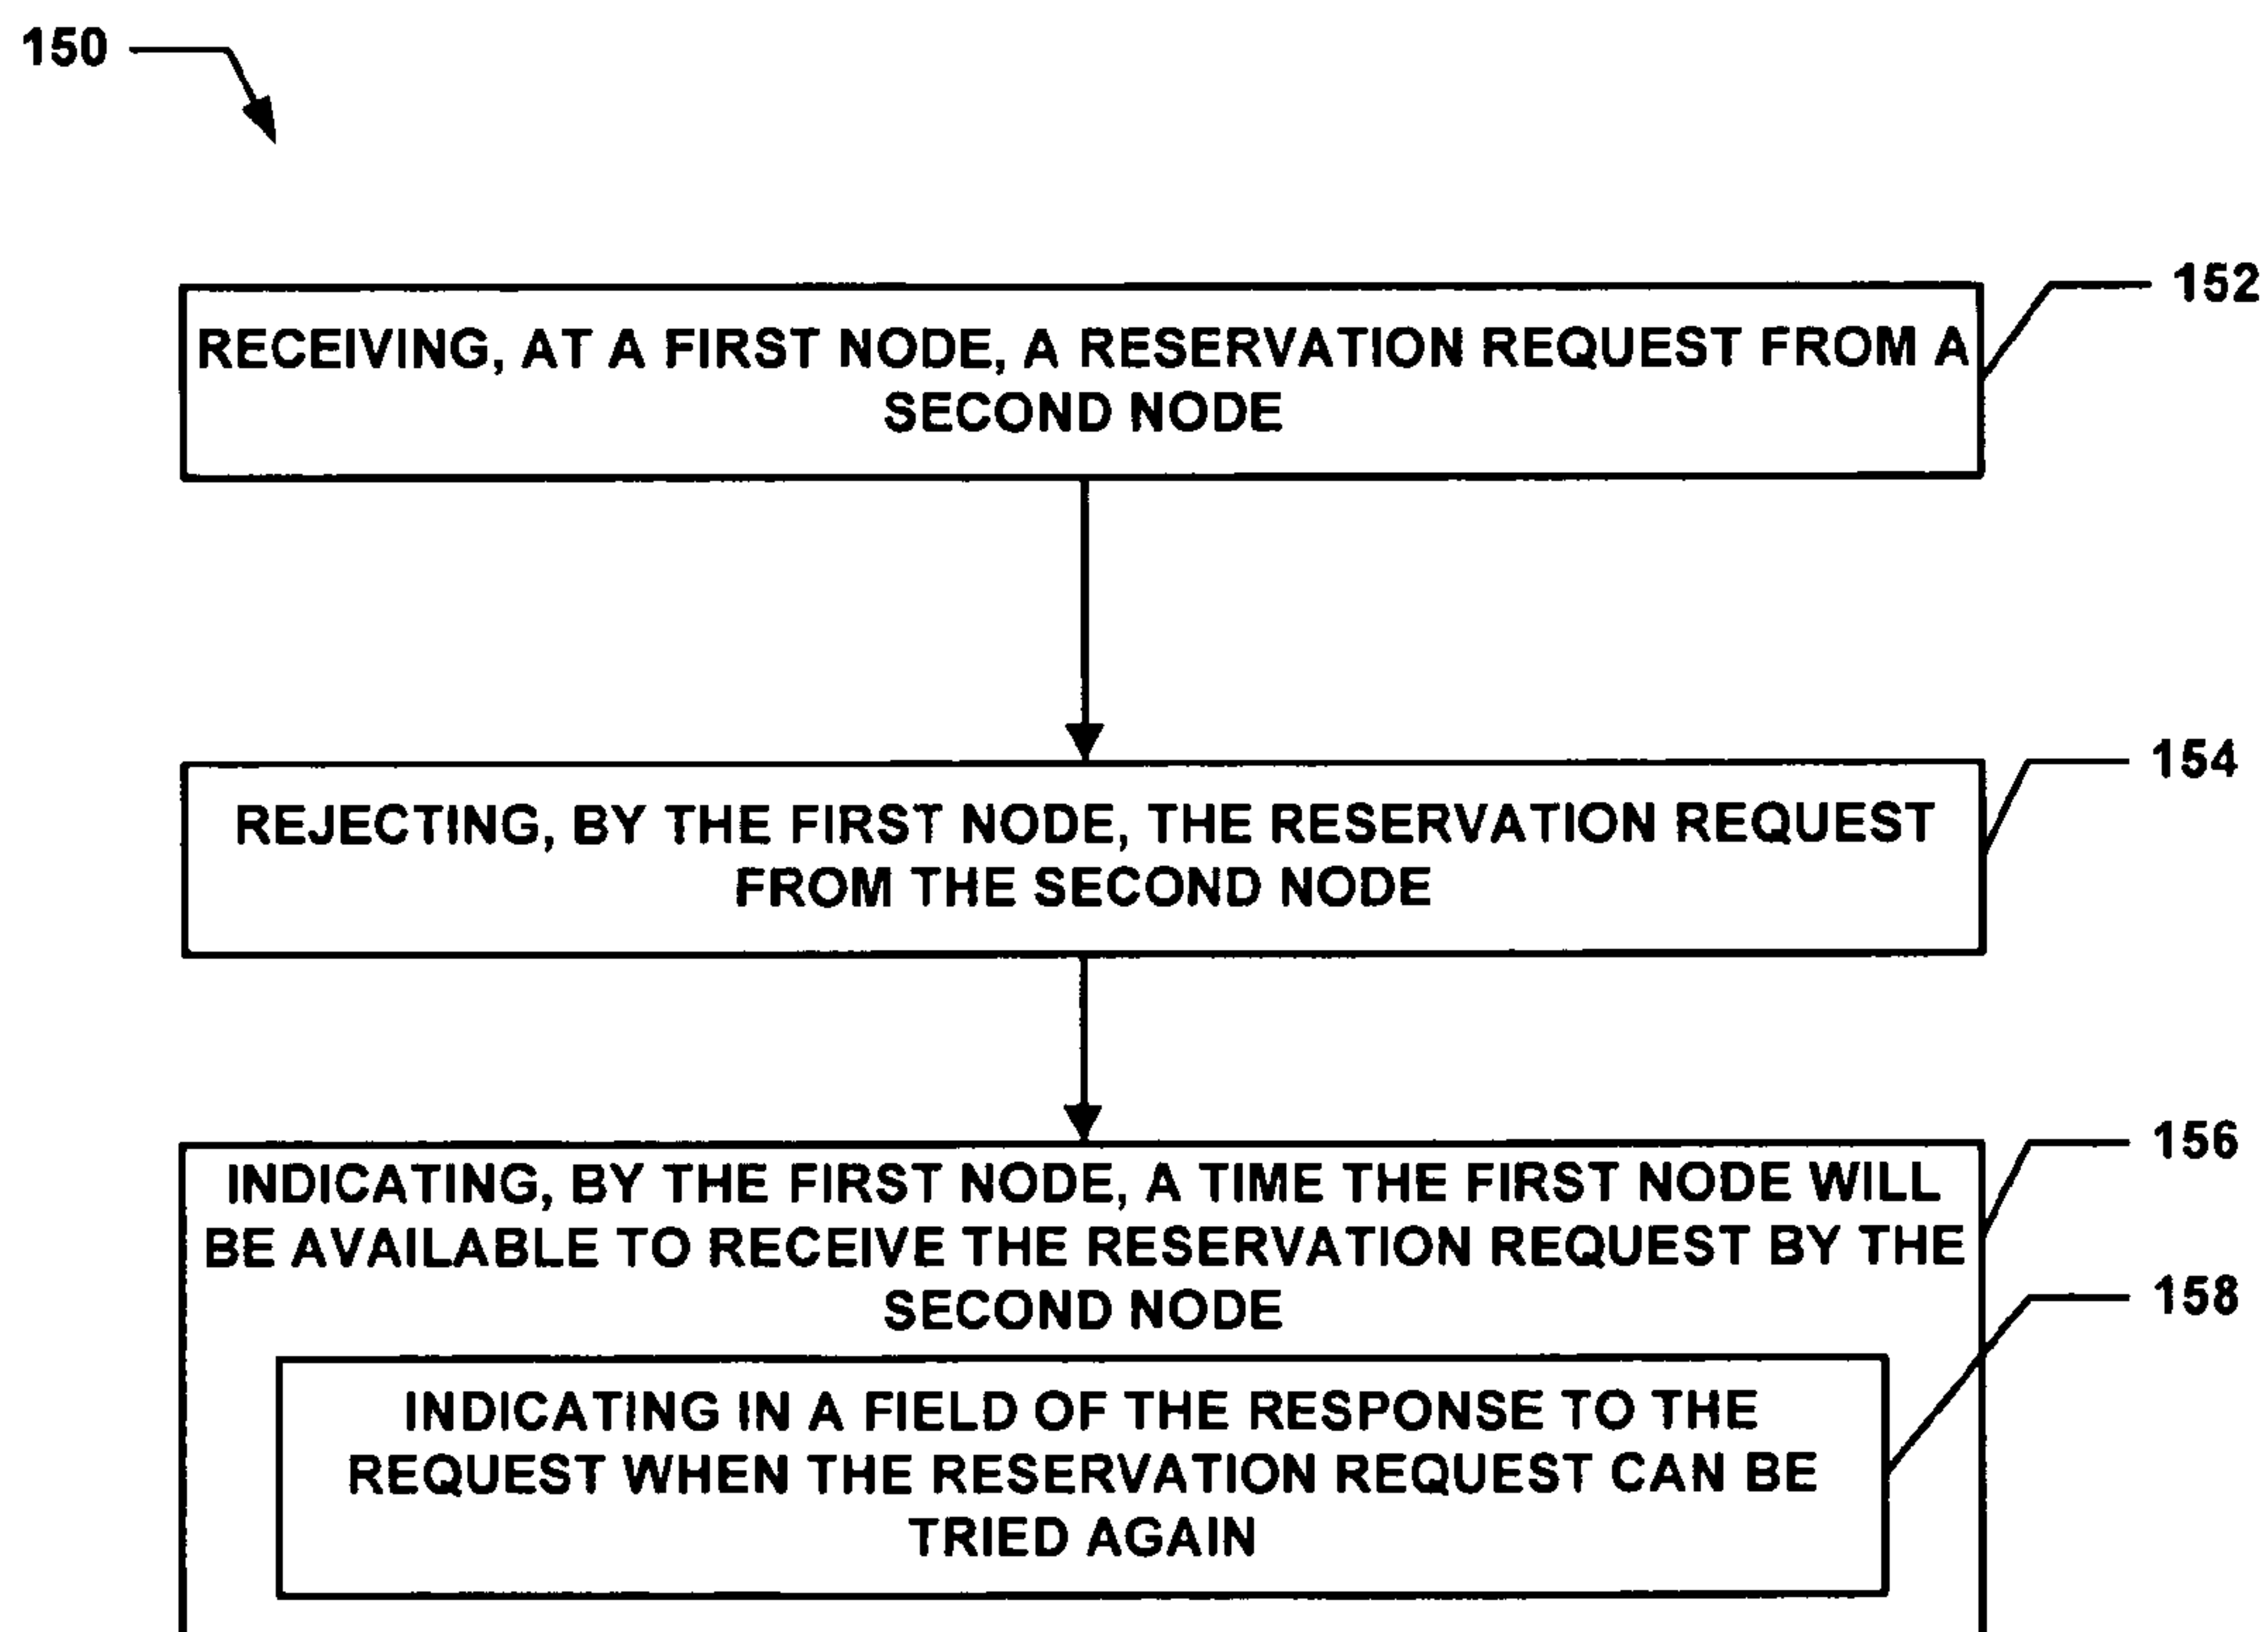 150
152
RECEIVING, AT A FIRST NODE, A RESERVATION REQUEST FROM A
SECOND NODE
154
REJECTING, BY THE FIRST NODE, THE RESERVATION REQUEST
FROM THE SECOND NODE
156
INDICATING, BY THE FIRST NODE, A TIME THE FIRST NODE WILL
BE AVAILABLE TO RECEIVE THE RESERVATION REQUEST BY THE
SECOND NODE
158
INDICATING IN A FIELD OF THE RESPONSE TO THE
REQUEST WHEN THE RESERVATION REQUEST CAN BE
TRIED AGAIN